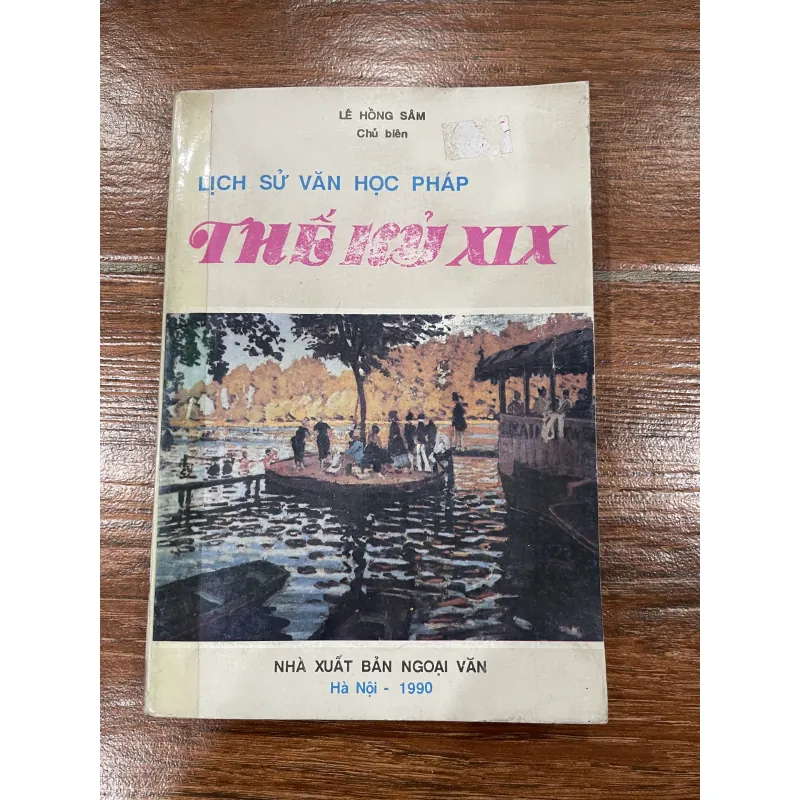 LÊ HỒNG SÂM
Chủ biên
LỊCH SỬ VĂN HỌC PHÁP
THẾ KỶ XIX
NHÀ XUẤT BẢN NGOẠI VĂN
Hà Nội - 1990